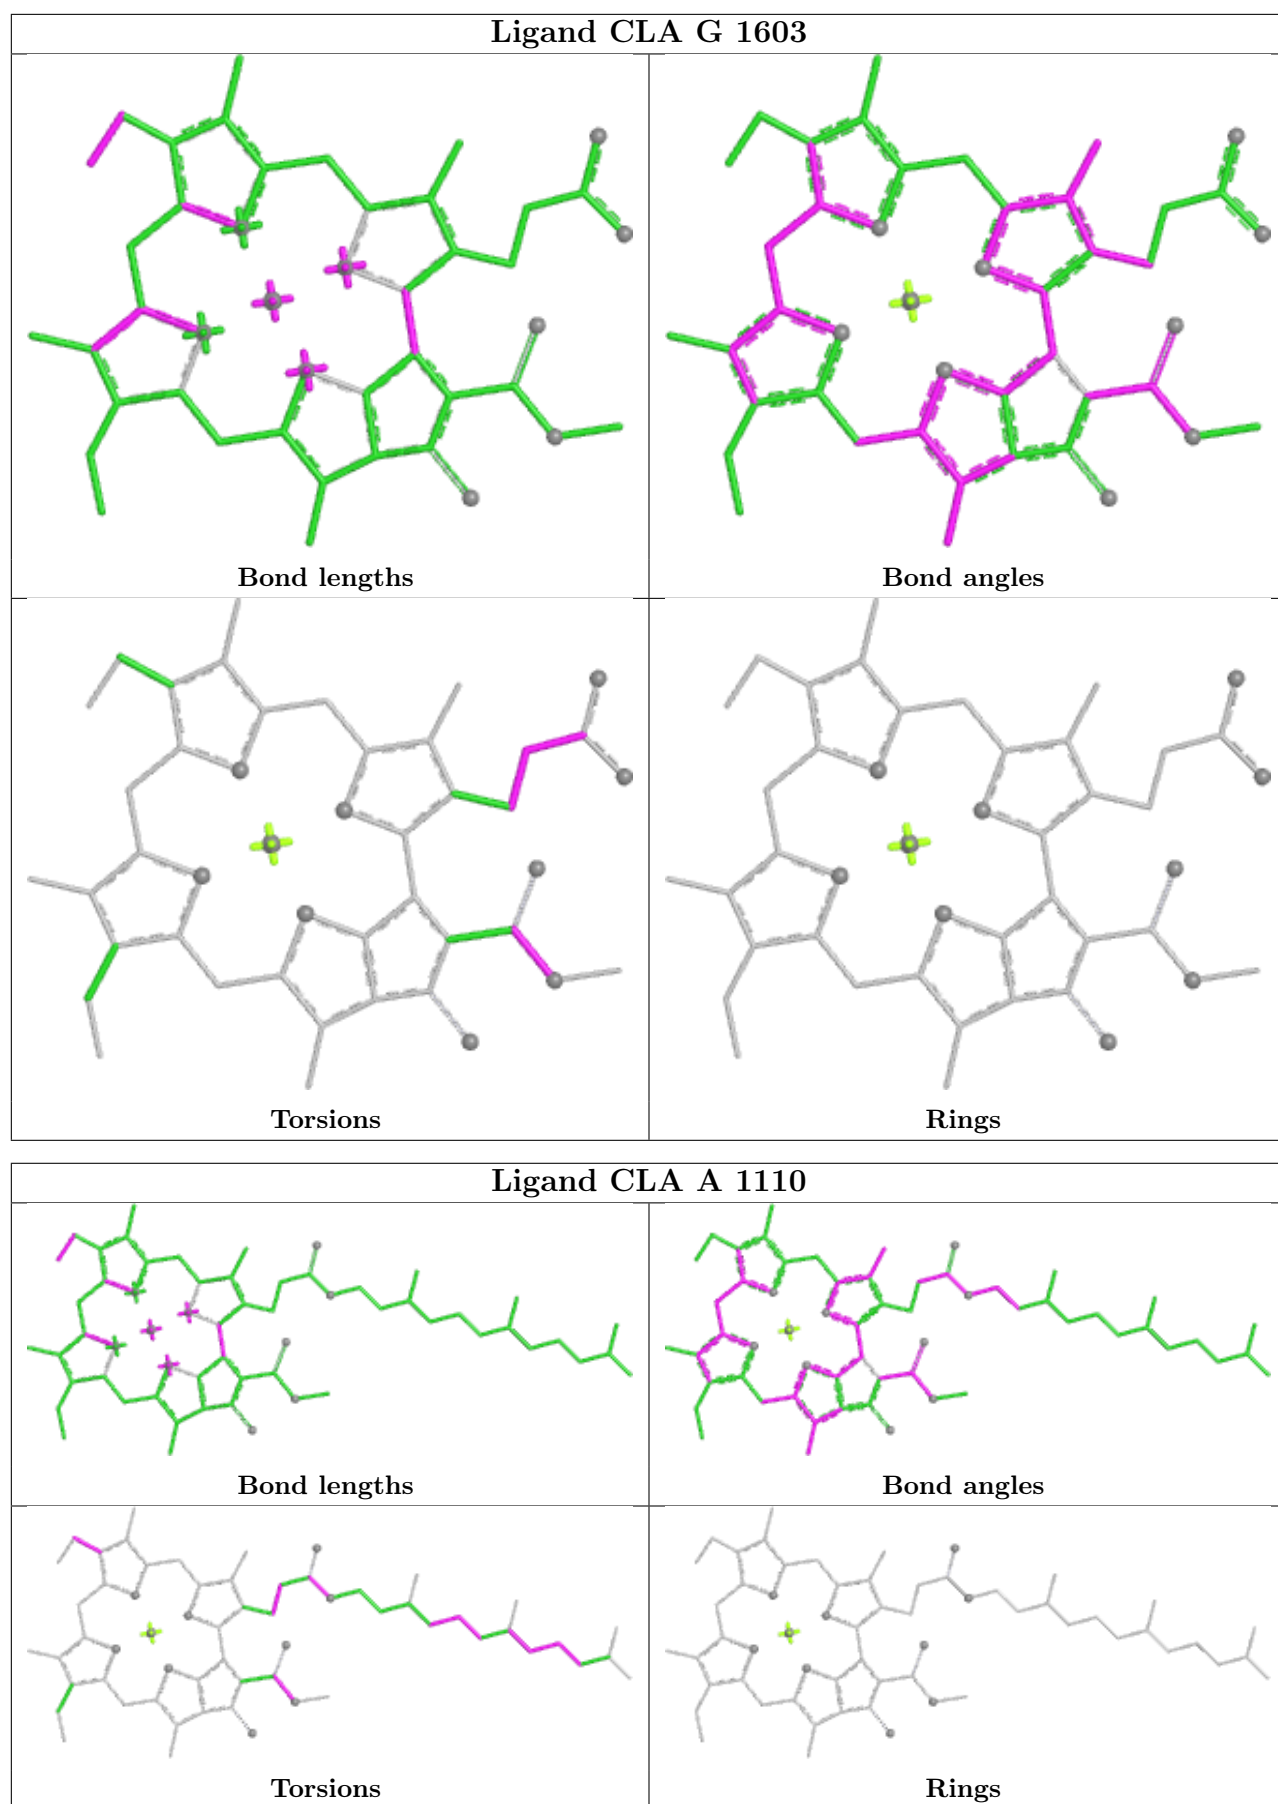 Ligand CLA G 1603
Bond lengths
Bond angles
Torsions
Rings
Ligand CLA A 1110
Bond lengths
Bond angles
Torsions
Rings